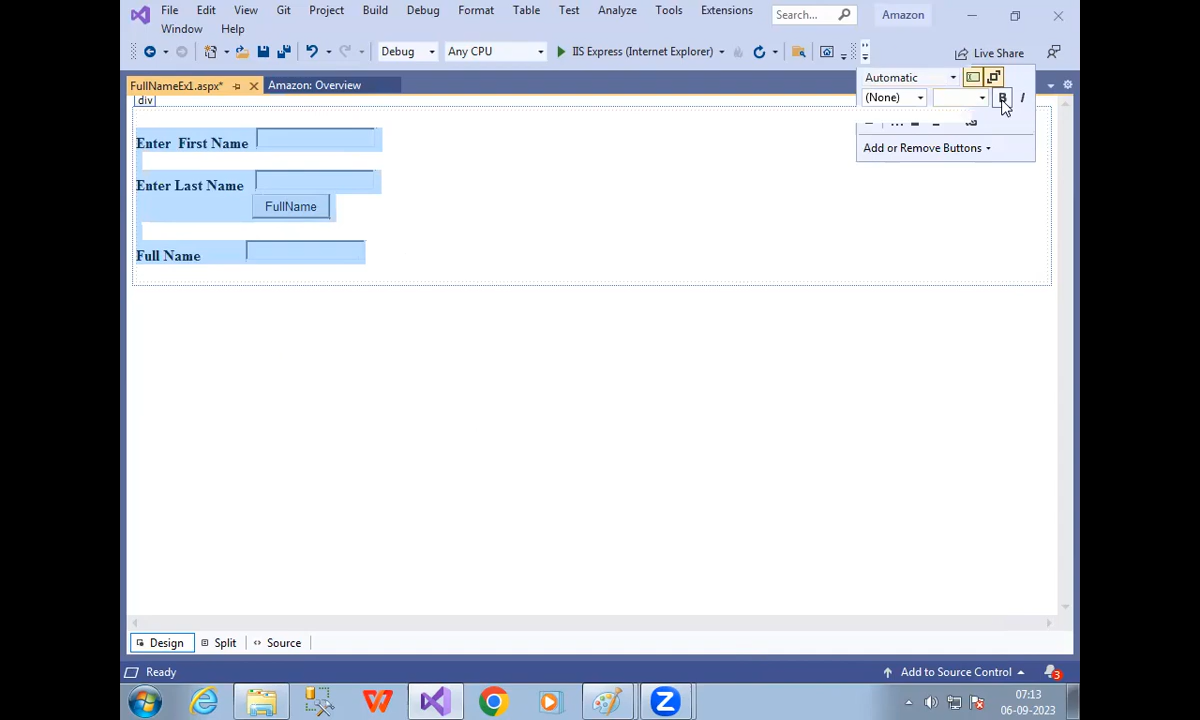 File Edit View Git Project Build Debug Format Table Test Analyze Tools Extensions Search... Amazon
Window Help
Debug Any CPU IIS Express (Internet Explorer) Live Share
FullNameEx1.aspx* Amazon: Overview Automatic
div (None) B I
Enter First Name
Add or Remove Buttons
Enter Last Name
FullName
Full Name
Design Split Source
Ready Add to Source Control 3
07:13
06-09-2023